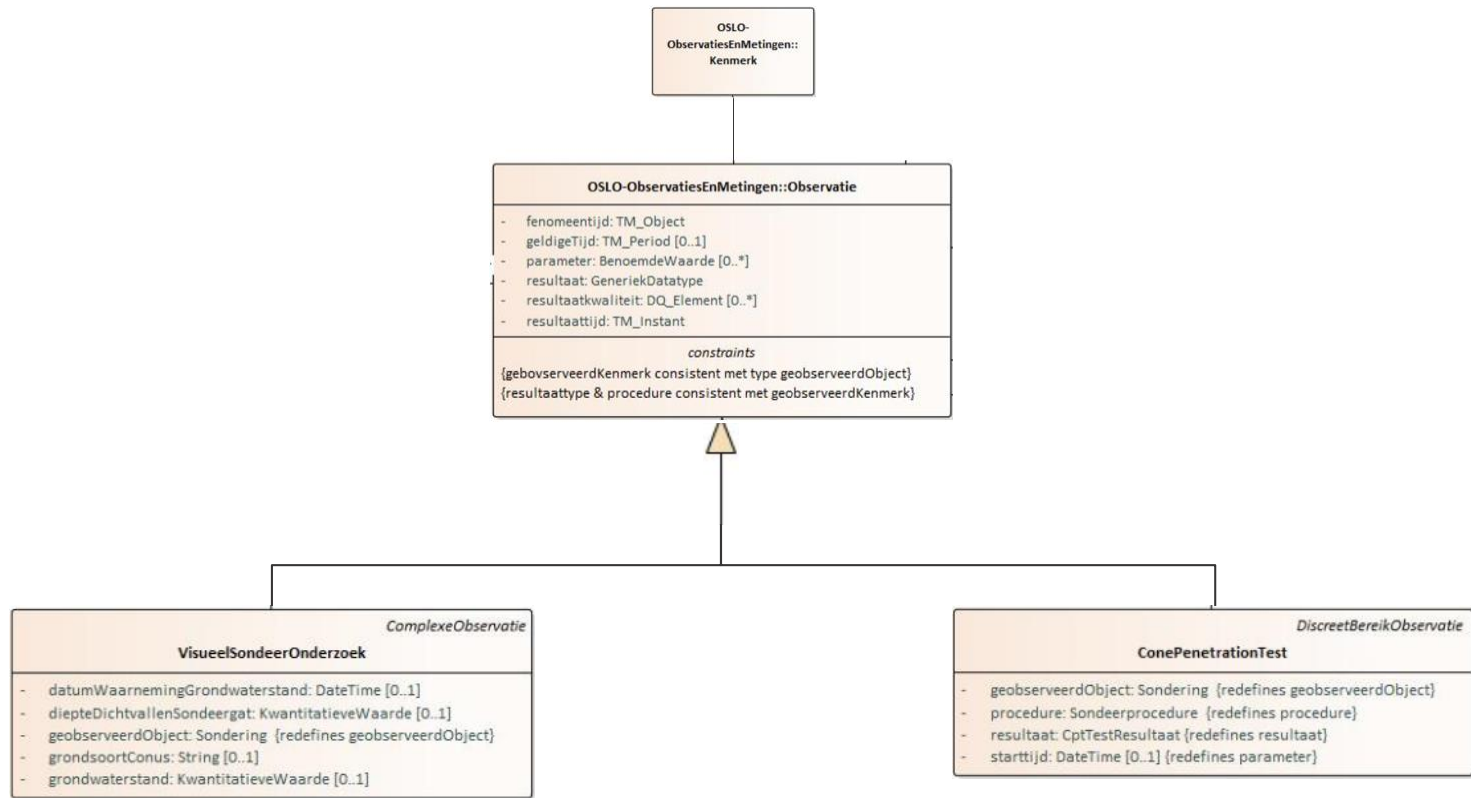 OSLO-
ObservatiesEnMetingen::
Kenmerk
OSLO-ObservatiesEnMetingen::Observatie
- fenomeentijd: TM_Object
- geldigeTijd: TM_Period [0..1]
- parameter: BenoemdeWaarde [0..*]
- resultaat: GeneriekDatatype
- resultaatkwaliteit: DQ_Element [0..*]
- resultaattijd: TM_Instant
constraints
{gebovserveerdKenmerk consistent met type geobserveerdObject}
{resultaattype & procedure consistent met geobserveerdKenmerk}
ComplexeObservatie
VisueelSondeerOnderzoek
- datumWaarnemingGrondwaterstand: DateTime [0..1]
- diepteDichtvallenSondeergat: KwantitatieveWaarde [0..1]
- geobserveerdObject: Sondering {redefines geobserveerdObject}
- grondsoortConus: String [0..1]
- grondwaterstand: KwantitatieveWaarde [0..1]
DiscreetBereikObservatie
ConePenetrationTest
- geobserveerdObject: Sondering {redefines geobserveerdObject}
- procedure: Sondeerprocedure {redefines procedure}
- resultaat: CptTestResultaat {redefines resultaat}
- starttijd: DateTime [0..1] {redefines parameter}